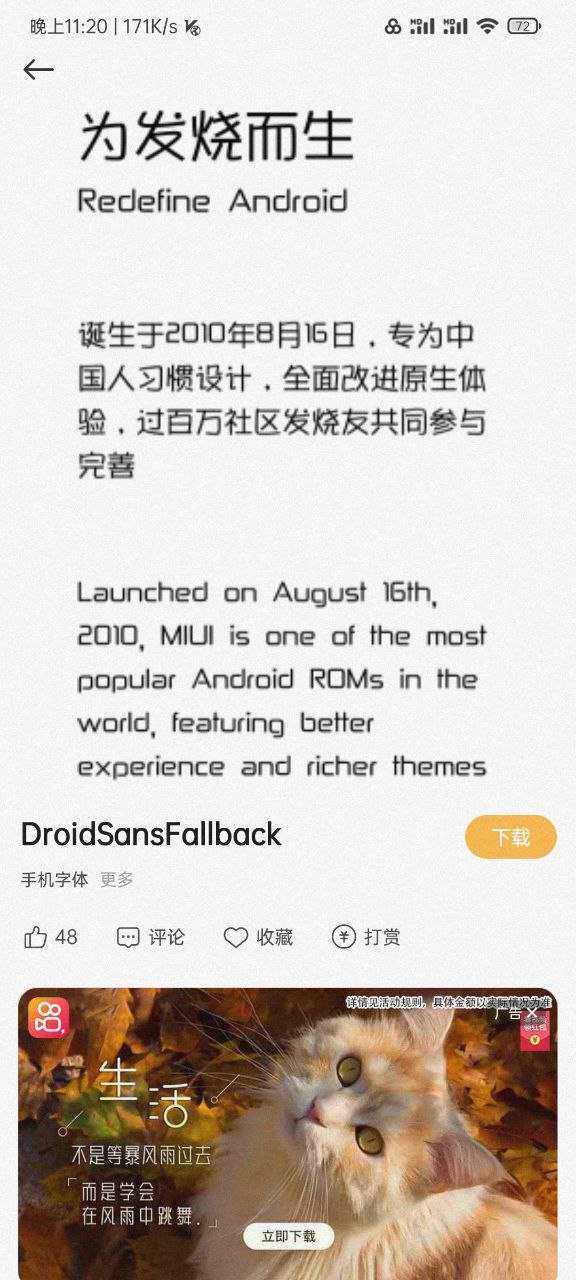 晚上11:20 | 171K/s
72
为发烧而生
Redefine Android
诞生于2010年8月16日，专为中
国人习惯设计，全面改进原生体
验，过百万社区发烧友共同参与
完善
Launched on August 16th,
2010, MIUI is one of the most
popular Android ROMs in the
world, featuring better
experience and richer themes
DroidSansFallback
下载
手机字体 更多
48 评论 收藏 打赏
详情见活动规则，具体金额以实际情况为准
广告
生活
不是等暴风雨过去
「而是学会
在风雨中跳舞.」
立即下载